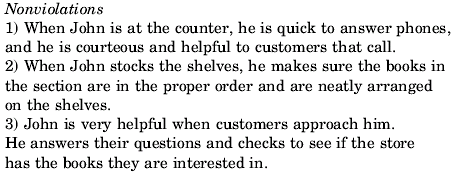 Nonviolations
1) When John is at the counter, he is quick to answer phones,
and he is courteous and helpful to customers that call.
2) When John stocks the shelves, he makes sure the books in
the section are in the proper order and are neatly arranged
on the shelves.
3) John is very helpful when customers approach him.
He answers their questions and checks to see if the store
has the books they are interested in.